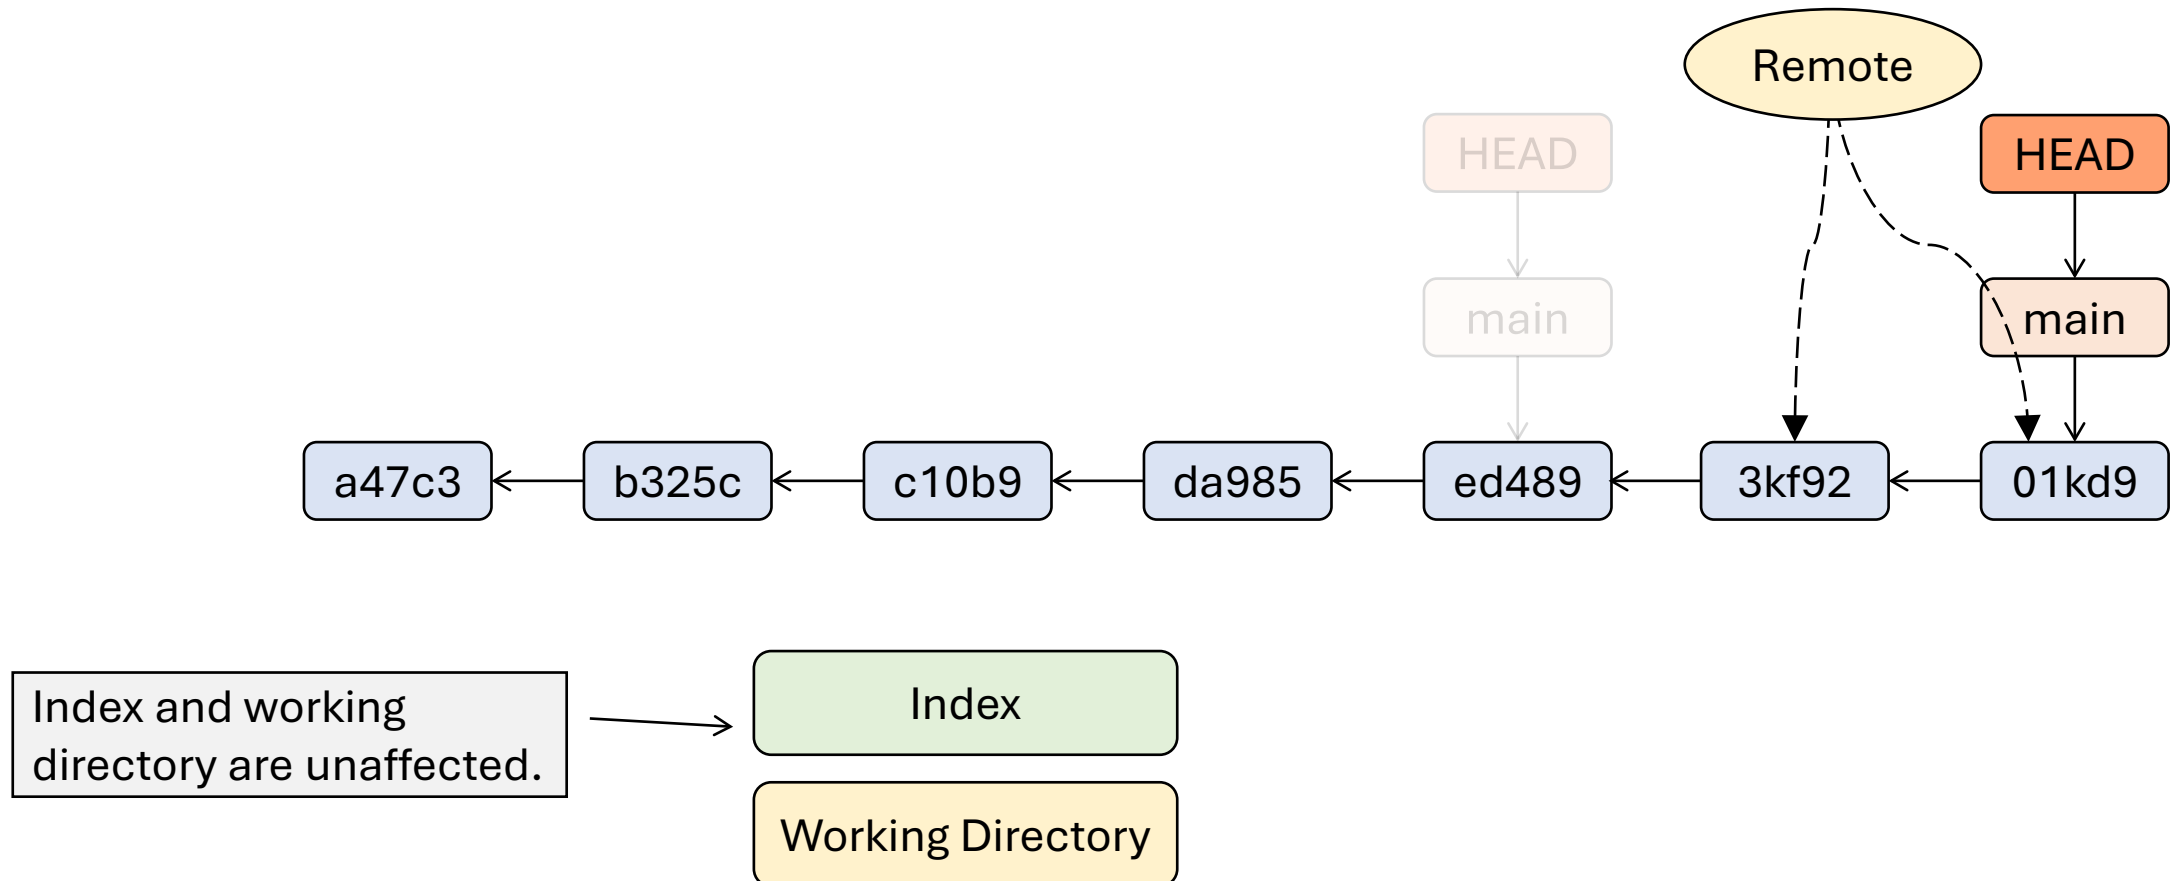 Remote
HEAD
HEAD
main
main
a47c3
b325c
c10b9
da985
ed489
3kf92
01kd9
Index and working
directory are unaffected.
Index
Working Directory